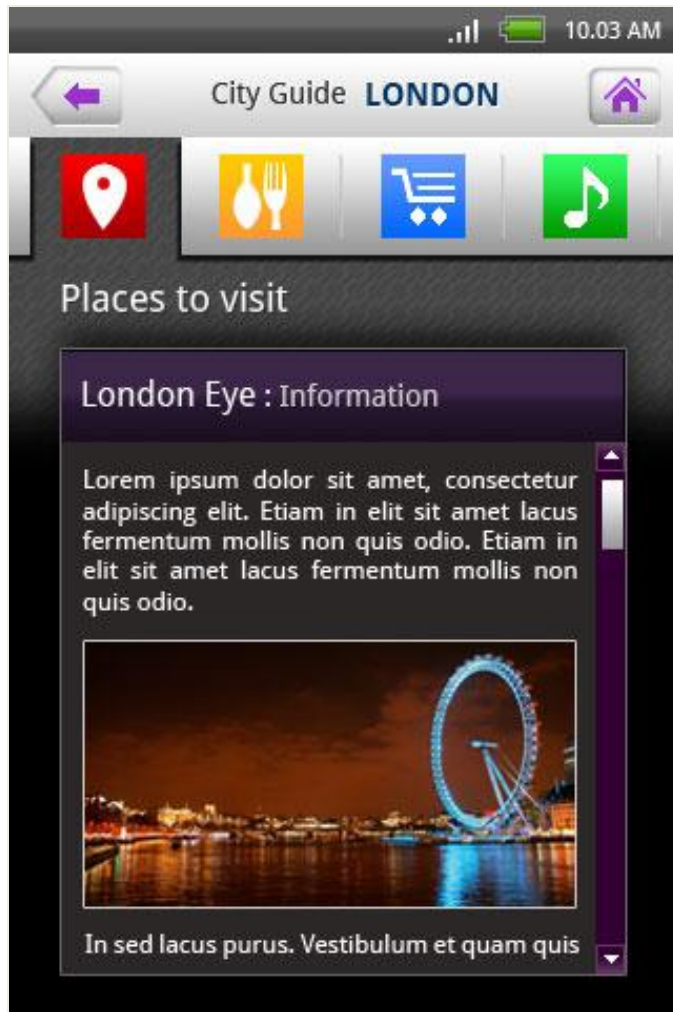 10.03 AM
City Guide LONDON
Places to visit
London Eye : Information
Lorem ipsum dolor sit amet, consectetur
adipiscing elit. Etiam in elit sit amet lacus
fermentum mollis non quis odio. Etiam in
elit sit amet lacus fermentum mollis non
quis odio.
In sed lacus purus. Vestibulum et quam quis